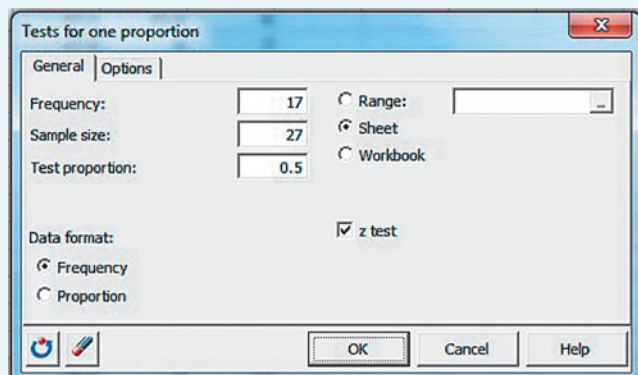 Tests for one proportion
General
Options
Frequency:
17
Sample size:
27
Test proportion:
0.5
Range:
...
Sheet
Workbook
Data format:
Frequency
Proportion
z test
OK
Cancel
Help